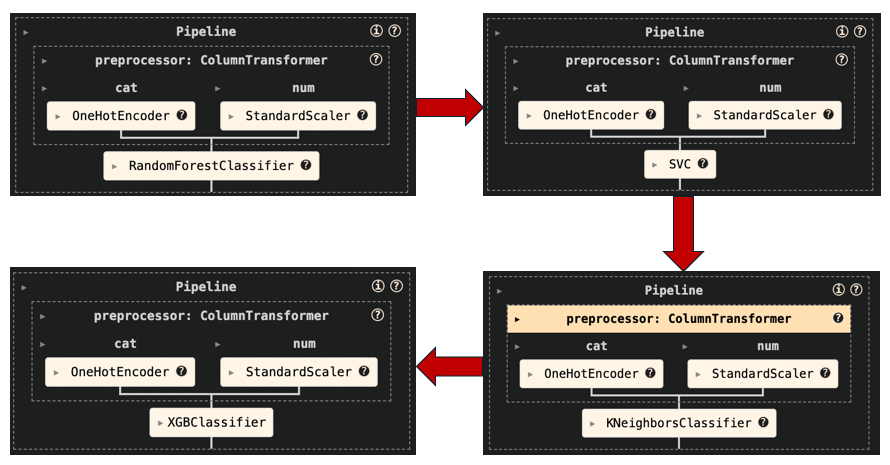 Pipeline
preprocessor: ColumnTransformer
cat num
OneHotEncoder StandardScaler
RandomForestClassifier
Pipeline
preprocessor: ColumnTransformer
cat num
OneHotEncoder StandardScaler
SVC
Pipeline
preprocessor: ColumnTransformer
cat num
OneHotEncoder StandardScaler
XGBClassifier
Pipeline
preprocessor: ColumnTransformer
cat num
OneHotEncoder StandardScaler
KNeighborsClassifier